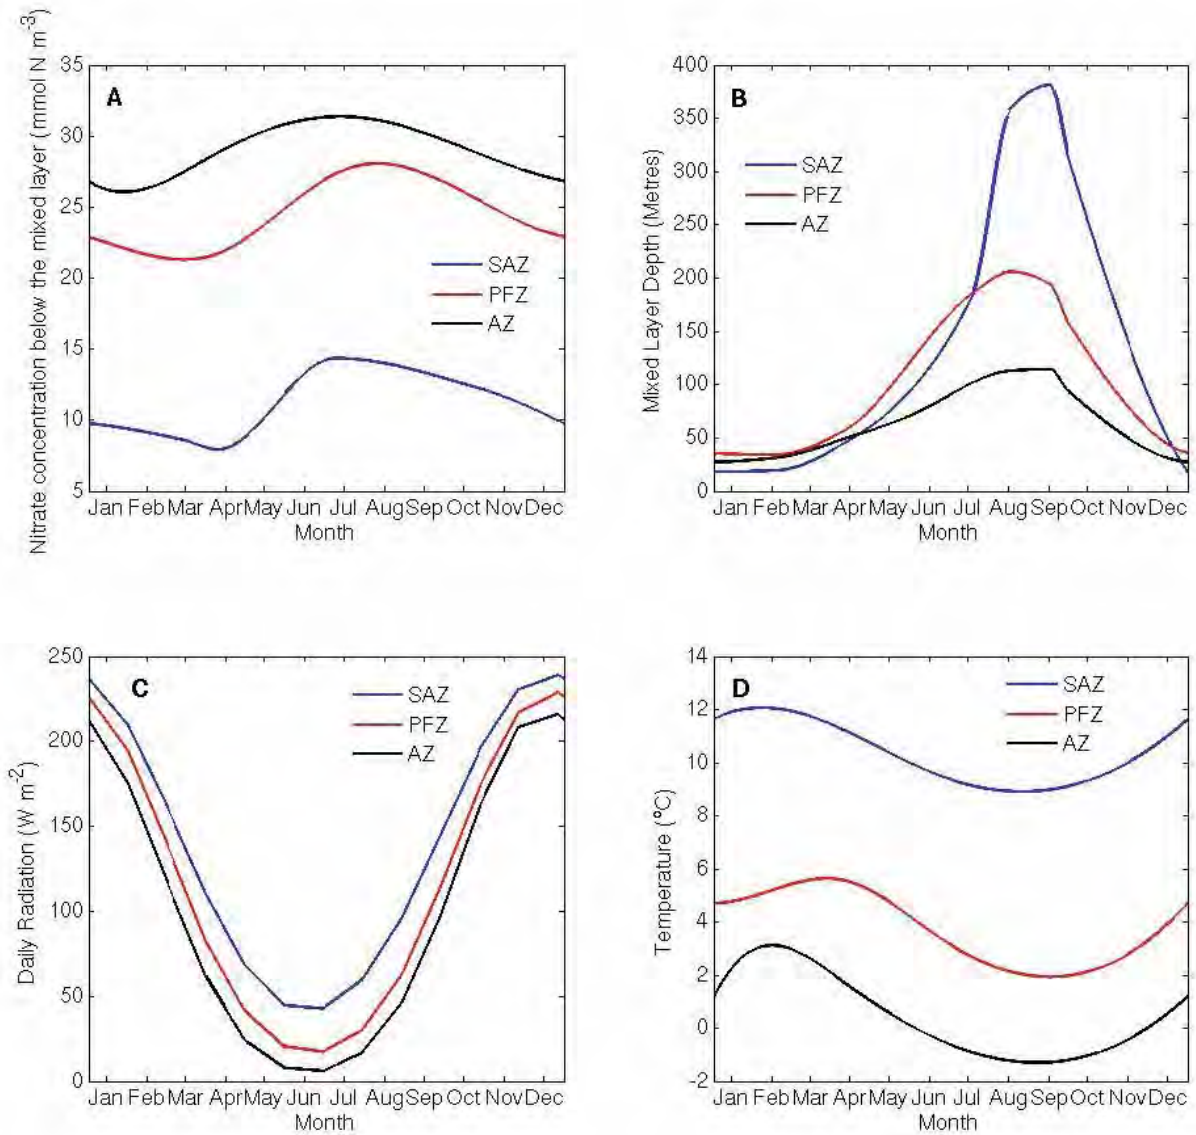 Nitrate concentration below the mixed layer (mmol N m-3)
A
35
30
25
20
15
10
5
SAZ
PFZ
AZ
Jan Feb Mar Apr May Jun Jul Aug Sep Oct Nov Dec
Month
Mixed Layer Depth (Metres)
B
400
350
300
250
200
150
100
50
0
SAZ
PFZ
AZ
Jan Feb Mar Apr May Jun Jul Aug Sep Oct Nov Dec
Month
Daily Radiation (W m-2)
C
250
200
150
100
50
0
SAZ
PFZ
AZ
Jan Feb Mar Apr May Jun Jul Aug Sep Oct Nov Dec
Month
Temperature (ºC)
D
14
12
10
8
6
4
2
0
-2
SAZ
PFZ
AZ
Jan Feb Mar Apr May Jun Jul Aug Sep Oct Nov Dec
Month